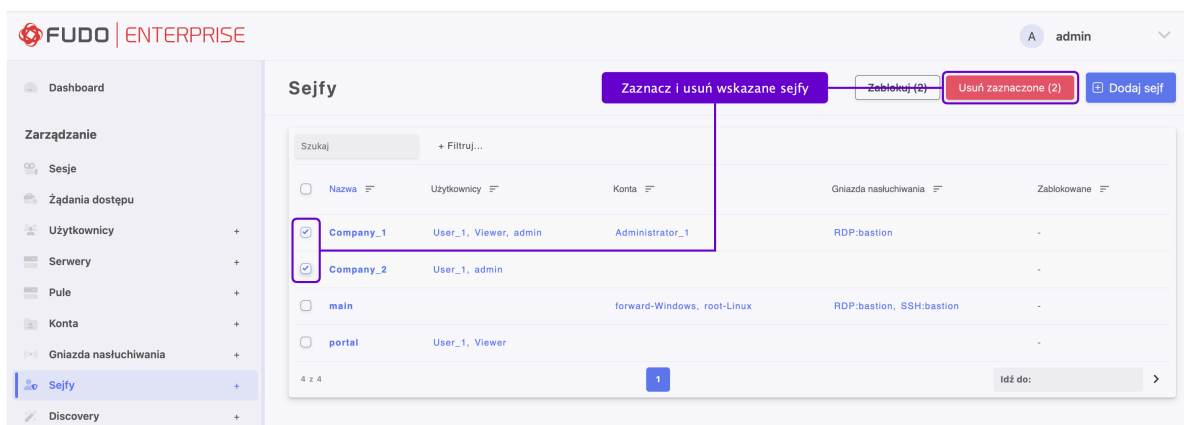 FUDO ENTERPRISE
A admin
Dashboard
Sejfy
Zaznacz i usuń wskazane sejfy
Zablokuj (2)
Usuń zaznaczone (2)
Dodaj sejf
Zarządzanie
Szukaj
+ Filtruj...
Sesje
Nazwa Użytkownicy Konta Gniazda nasłuchiwania Zablokowane
Żądania dostępu
Użytkownicy +
Company_1 User_1, Viewer, admin Administrator_1 RDP:bastion -
Serwery +
Company_2 User_1, admin -
Pule +
main forward-Windows, root-Linux RDP:bastion, SSH:bastion -
Konta +
portal User_1, Viewer -
Gniazda nasłuchiwania +
4 z 4 1 Idź do:
Sejfy +
Discovery +